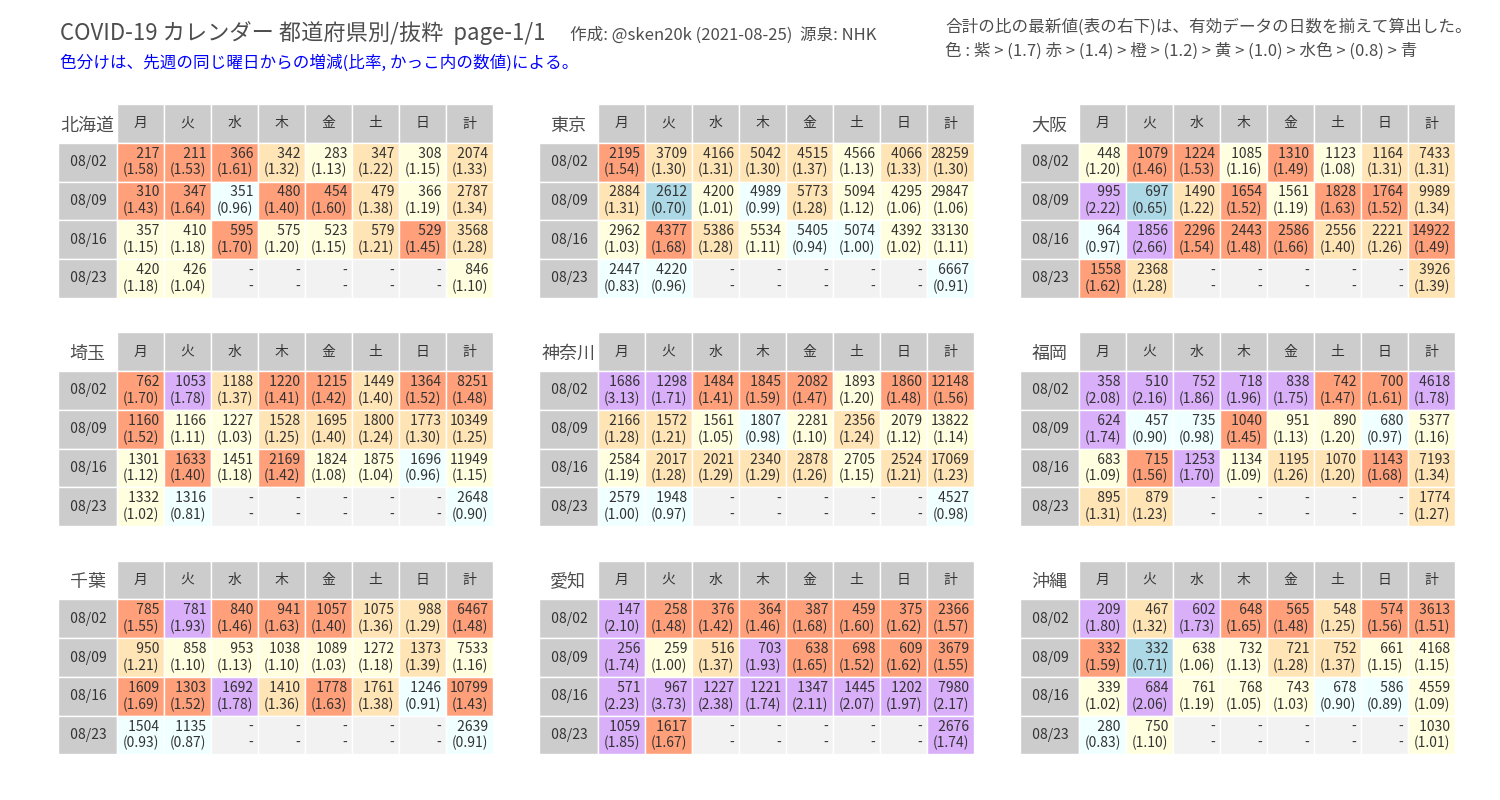 COVID-19 カレンダー 都道府県別/抜粋 page-1/1 作成: @sken20k (2021-08-25) 源泉: NHK
色分けは、先週の同じ曜日からの増減(比率, かっこ内の数値)による。
合計の比の最新値(表の右下)は、有効データの日数を揃えて算出した。
色 : 紫 > (1.7) 赤 > (1.4) > 橙 > (1.2) > 黄 > (1.0) > 水色 > (0.8) > 青
北海道 月 火 水 木 金 土 日 計
08/02 217 211 366 342 283 347 308 2074
(1.58) (1.53) (1.61) (1.32) (1.13) (1.22) (1.15) (1.33)
08/09 310 347 351 480 454 479 366 2787
(1.43) (1.64) (0.96) (1.40) (1.60) (1.38) (1.19) (1.34)
08/16 357 410 595 575 523 579 529 3568
(1.15) (1.18) (1.70) (1.20) (1.15) (1.21) (1.45) (1.28)
08/23 420 426 - - - - - 846
(1.18) (1.04) - - - - - (1.10)
東京 月 火 水 木 金 土 日 計
08/02 2195 3709 4166 5042 4515 4566 4066 28259
(1.54) (1.30) (1.31) (1.30) (1.37) (1.13) (1.33) (1.30)
08/09 2884 2612 4200 4989 5773 5094 4295 29847
(1.31) (0.70) (1.01) (0.99) (1.28) (1.12) (1.06) (1.06)
08/16 2962 4377 5386 5534 5405 5074 4392 33130
(1.03) (1.68) (1.28) (1.11) (0.94) (1.00) (1.02) (1.11)
08/23 2447 4220 - - - - - 6667
(0.83) (0.96) - - - - - (0.91)
大阪 月 火 水 木 金 土 日 計
08/02 448 1079 1224 1085 1310 1123 1164 7433
(1.20) (1.46) (1.53) (1.16) (1.49) (1.08) (1.31) (1.31)
08/09 995 697 1490 1654 1561 1828 1764 9989
(2.22) (0.65) (1.22) (1.52) (1.19) (1.63) (1.52) (1.34)
08/16 964 1856 2296 2443 2586 2556 2221 14922
(0.97) (2.66) (1.54) (1.48) (1.66) (1.40) (1.26) (1.49)
08/23 1558 2368 - - - - - 3926
(1.62) (1.28) - - - - - (1.39)
埼玉 月 火 水 木 金 土 日 計
08/02 762 1053 1188 1220 1215 1449 1364 8251
(1.70) (1.78) (1.37) (1.41) (1.42) (1.40) (1.52) (1.48)
08/09 1160 1166 1227 1528 1695 1800 1773 10349
(1.52) (1.11) (1.03) (1.25) (1.40) (1.24) (1.30) (1.25)
08/16 1301 1633 1451 2169 1824 1875 1696 11949
(1.12) (1.40) (1.18) (1.42) (1.08) (1.04) (0.96) (1.15)
08/23 1332 1316 - - - - - 2648
(1.02) (0.81) - - - - - (0.90)
神奈川 月 火 水 木 金 土 日 計
08/02 1686 1298 1484 1845 2082 1893 1860 12148
(3.13) (1.71) (1.41) (1.59) (1.47) (1.20) (1.48) (1.56)
08/09 2166 1572 1561 1807 2281 2356 2079 13822
(1.28) (1.21) (1.05) (0.98) (1.10) (1.24) (1.12) (1.14)
08/16 2584 2017 2021 2340 2878 2705 2524 17069
(1.19) (1.28) (1.29) (1.29) (1.26) (1.15) (1.21) (1.23)
08/23 2579 1948 - - - - - 4527
(1.00) (0.97) - - - - - (0.98)
福岡 月 火 水 木 金 土 日 計
08/02 358 510 752 718 838 742 700 4618
(2.08) (2.16) (1.86) (1.96) (1.75) (1.47) (1.61) (1.78)
08/09 624 457 735 1040 951 890 680 5377
(1.74) (0.90) (0.98) (1.45) (1.13) (1.20) (0.97) (1.16)
08/16 683 715 1253 1134 1195 1070 1143 7193
(1.09) (1.56) (1.70) (1.09) (1.26) (1.20) (1.68) (1.34)
08/23 895 879 - - - - - 1774
(1.31) (1.23) - - - - - (1.27)
千葉 月 火 水 木 金 土 日 計
08/02 785 781 840 941 1057 1075 988 6467
(1.55) (1.93) (1.46) (1.63) (1.40) (1.36) (1.29) (1.48)
08/09 950 858 953 1038 1089 1272 1373 7533
(1.21) (1.10) (1.13) (1.10) (1.03) (1.18) (1.39) (1.16)
08/16 1609 1303 1692 1410 1778 1761 1246 10799
(1.69) (1.52) (1.78) (1.36) (1.63) (1.38) (0.91) (1.43)
08/23 1504 1135 - - - - - 2639
(0.93) (0.87) - - - - - (0.91)
愛知 月 火 水 木 金 土 日 計
08/02 147 258 376 364 387 459 375 2366
(2.10) (1.48) (1.42) (1.46) (1.68) (1.60) (1.62) (1.57)
08/09 256 259 516 703 638 698 609 3679
(1.74) (1.00) (1.37) (1.93) (1.65) (1.52) (1.62) (1.55)
08/16 571 967 1227 1221 1347 1445 1202 7980
(2.23) (3.73) (2.38) (1.74) (2.11) (2.07) (1.97) (2.17)
08/23 1059 1617 - - - - - 2676
(1.85) (1.67) - - - - - (1.74)
沖縄 月 火 水 木 金 土 日 計
08/02 209 467 602 648 565 548 574 3613
(1.80) (1.32) (1.73) (1.65) (1.48) (1.25) (1.56) (1.51)
08/09 332 332 638 732 721 752 661 4168
(1.59) (0.71) (1.06) (1.13) (1.28) (1.37) (1.15) (1.15)
08/16 339 684 761 768 743 678 586 4559
(1.02) (2.06) (1.19) (1.05) (1.03) (0.90) (0.89) (1.09)
08/23 280 750 - - - - - 1030
(0.83) (1.10) - - - - - (1.01)